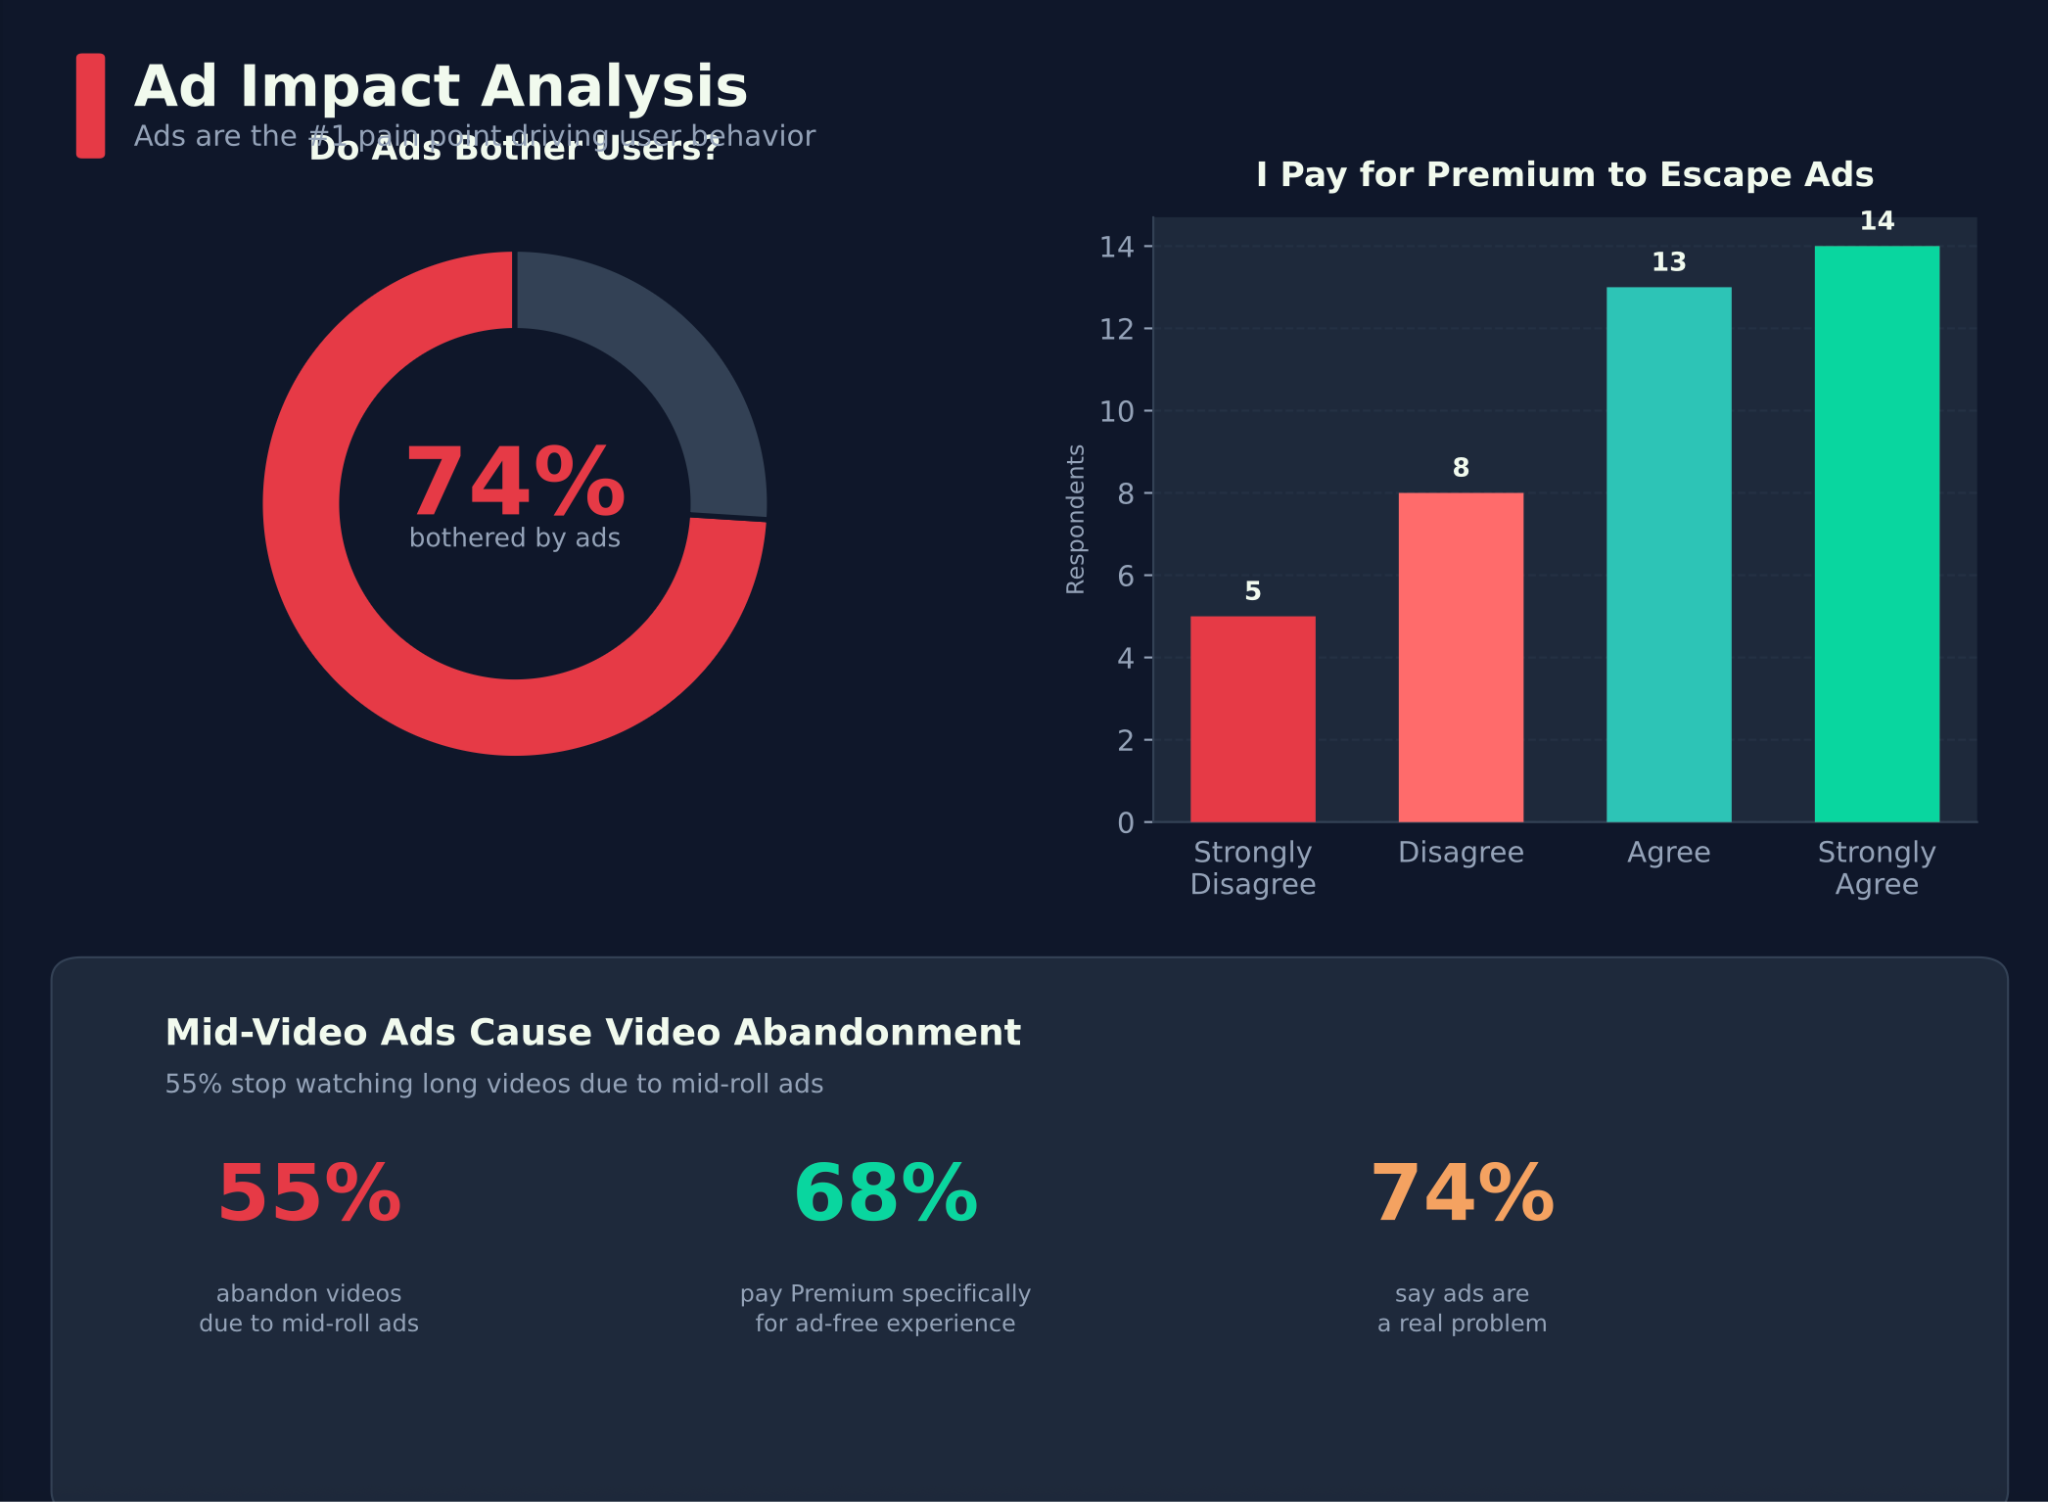 Ad Impact Analysis
Ads are the #1 pain point driving user behavior
Do Ads Bother Users?
74%
bothered by ads
I Pay for Premium to Escape Ads
Respondents
14
12
10
8
6
4
2
0
5
8
13
14
Strongly
Disagree
Disagree
Agree
Strongly
Agree
Mid-Video Ads Cause Video Abandonment
55% stop watching long videos due to mid-roll ads
55%
abandon videos
due to mid-roll ads
68%
pay Premium specifically
for ad-free experience
74%
say ads are
a real problem